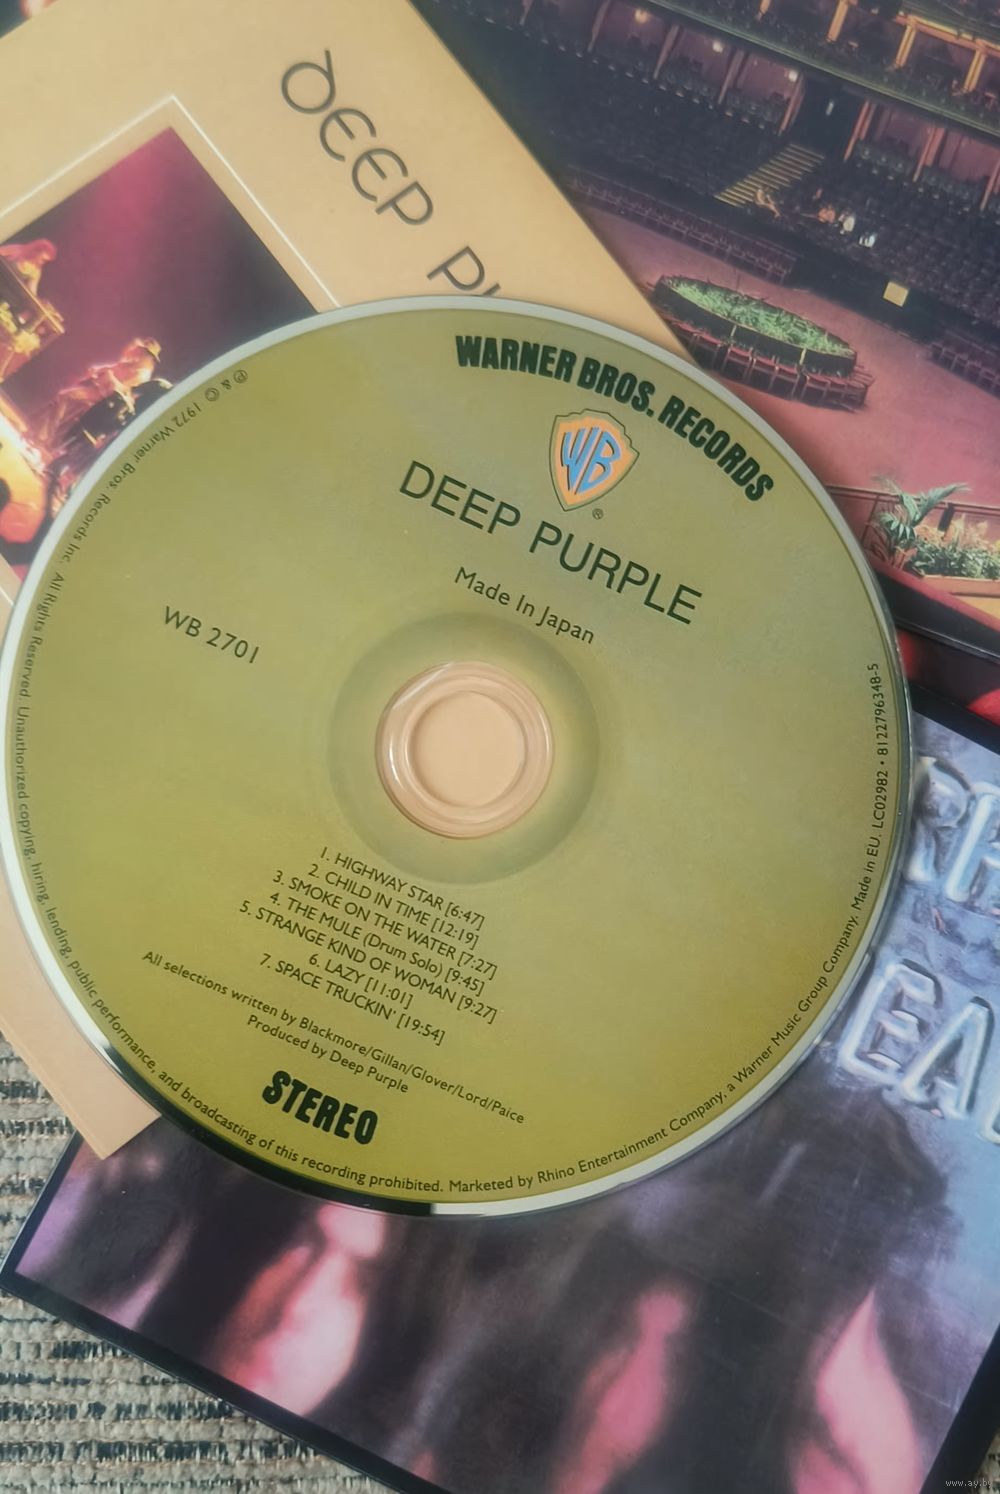 DEEP PU
WARNER BROS. RECORDS
WB
®
DEEP PURPLE
Made In Japan
WB 2701
1. HIGHWAY STAR [6:47]
2. CHILD IN TIME [12:19]
3. SMOKE ON THE WATER [7:27]
4. THE MULE (Drum Solo) [9:45]
5. STRANGE KIND OF WOMAN [9:27]
6. LAZY [11:01]
7. SPACE TRUCKIN' [19:54]
All selections written by Blackmore/Gillan/Glover/Lord/Paice
Produced by Deep Purple
STEREO
℗ & © 1972 Warner Bros. Records Inc. All Rights Reserved. Unauthorized copying, hiring, lending, public performance, and broadcasting of this recording prohibited. Marketed by Rhino Entertainment Company, a Warner Music Group Company. Made in EU. LC02982 • 8122796348-5
EA
www.ay.by